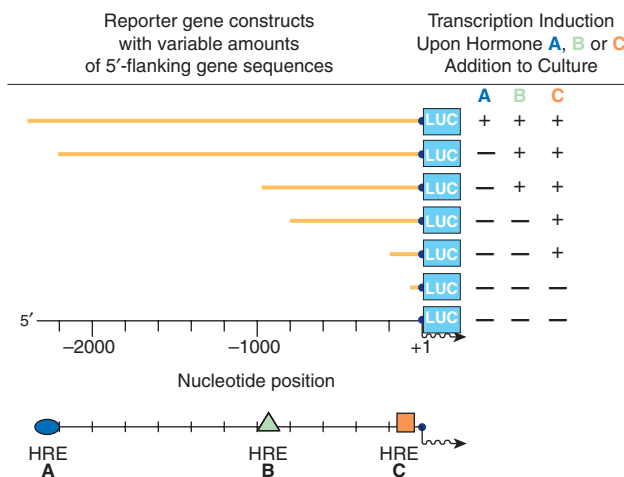 Reporter gene constructs
with variable amounts
of 5′-flanking gene sequences
Transcription Induction
Upon Hormone A, B or C
Addition to Culture
A B C
LUC + + +
LUC — + +
LUC — + +
LUC — — +
LUC — — +
LUC — — —
5′ LUC — — —
–2000 –1000 +1
Nucleotide position
HRE HRE HRE
A B C